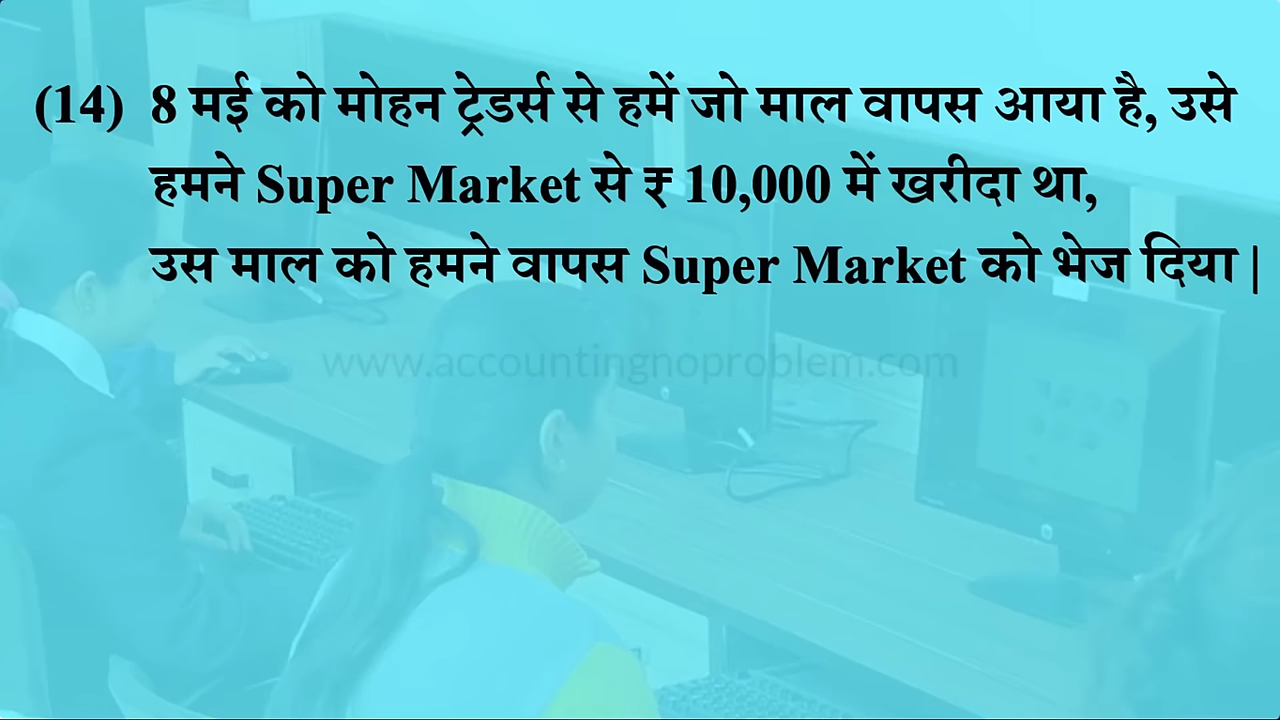 (14) 8 मई को मोहन ट्रेडर्स से हमें जो माल वापस आया है, उसे
हमने Super Market से ₹ 10,000 में खरीदा था,
उस माल को हमने वापस Super Market को भेज दिया |
www.accountingnoproblem.com